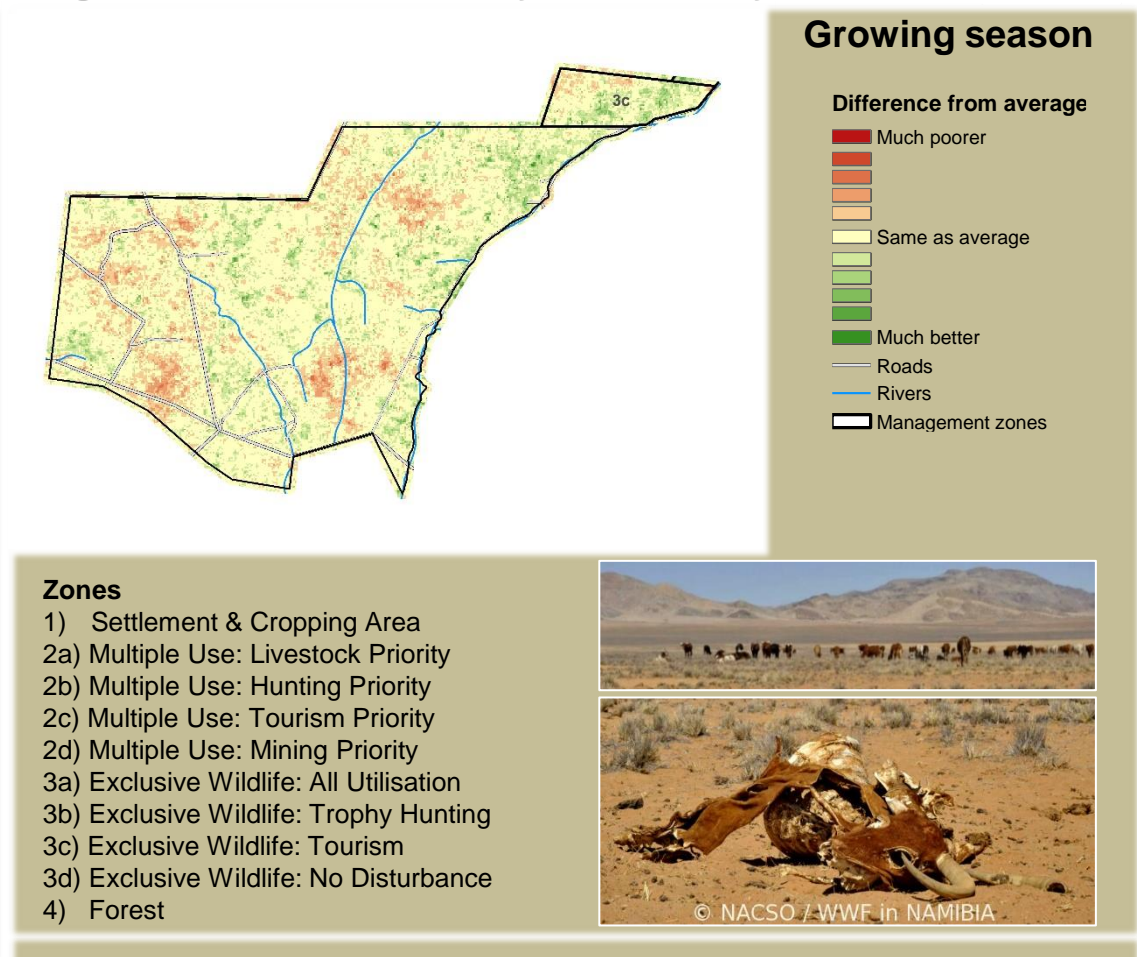 Growing season
3c
Difference from average
Much poorer
Same as average
Much better
Roads
Rivers
Management zones
Zones
1) Settlement & Cropping Area
2a) Multiple Use: Livestock Priority
2b) Multiple Use: Hunting Priority
2c) Multiple Use: Tourism Priority
2d) Multiple Use: Mining Priority
3a) Exclusive Wildlife: All Utilisation
3b) Exclusive Wildlife: Trophy Hunting
3c) Exclusive Wildlife: Tourism
3d) Exclusive Wildlife: No Disturbance
4) Forest
© NACSO / WWF in NAMIBIA